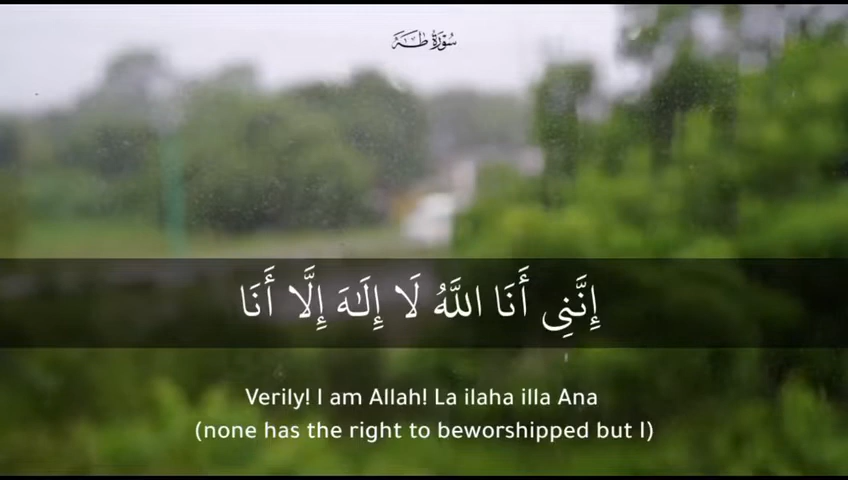 سُورَةُ طه
إِنَّنِي أَنَا اللَّهُ لَا إِلَٰهَ إِلَّا أَنَا
Verily! I am Allah! La ilaha illa Ana
(none has the right to beworshipped but I)